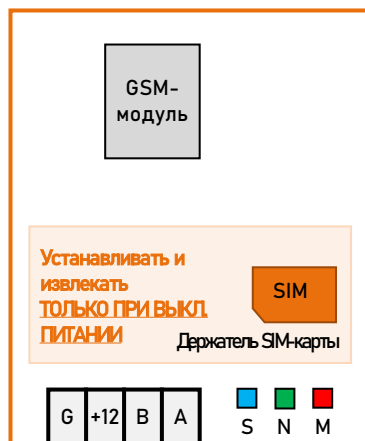 GSM-
модуль
Устанавливать и
извлекать
ТОЛЬКО ПРИ ВЫКЛ.
ПИТАНИИ
SIM
Держатель SIM-карты
G +12 B A
S N M